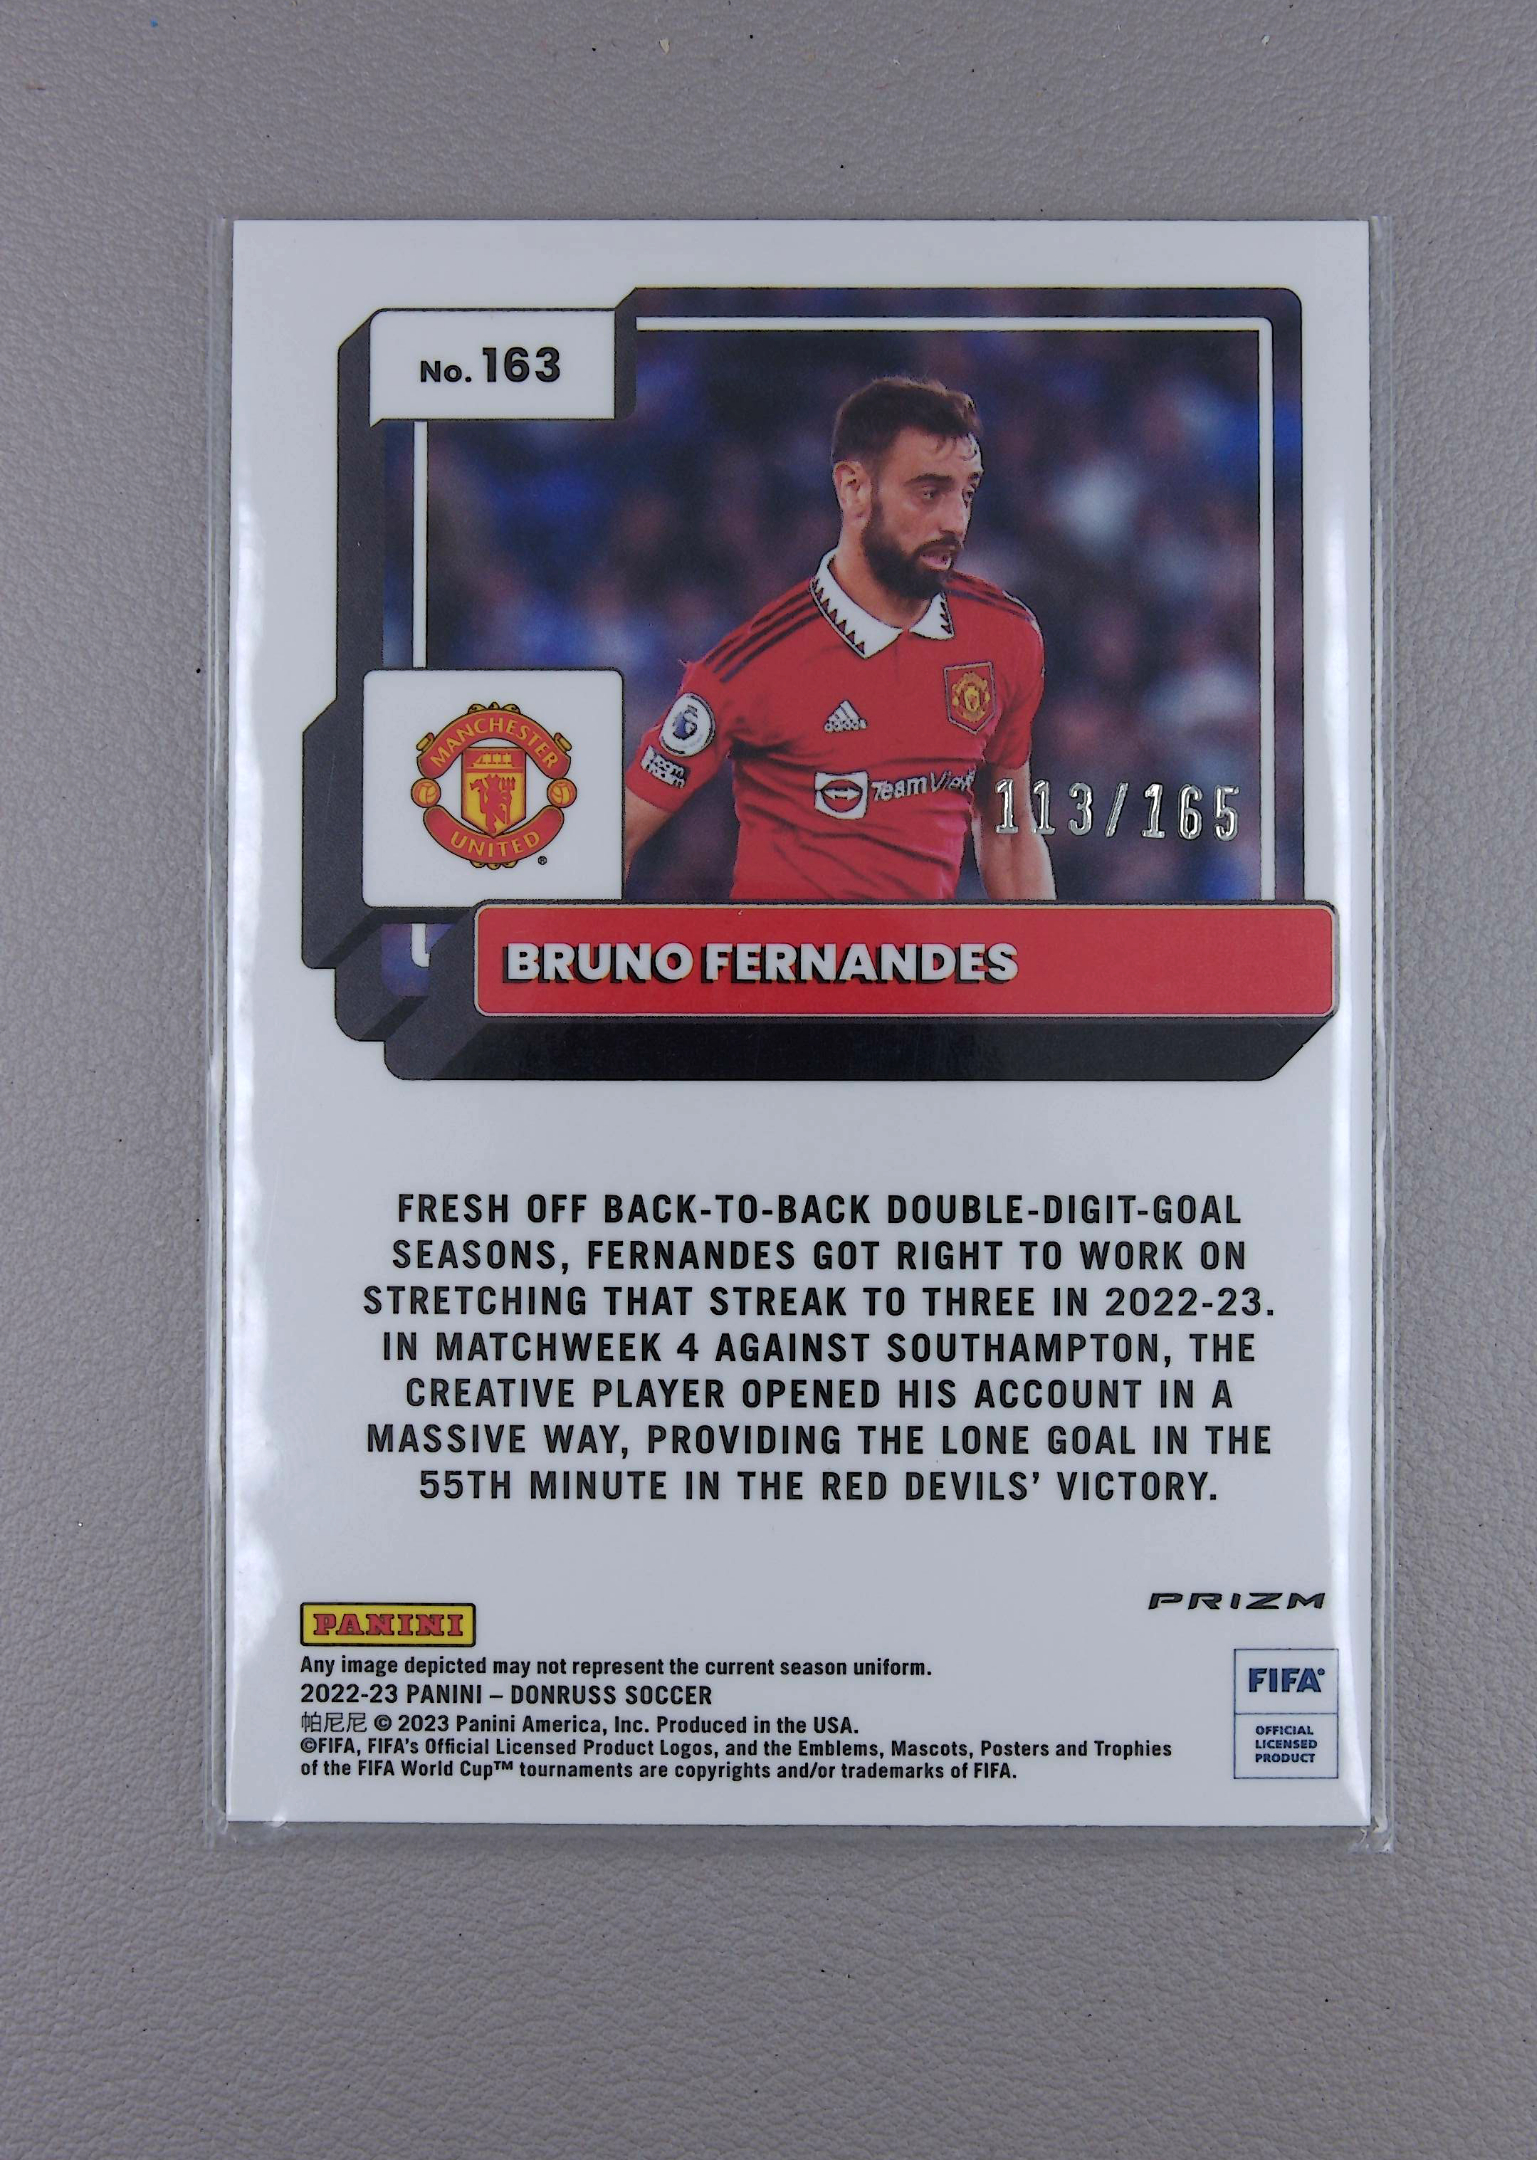 No. 163
MANCHESTER
UNITED
®
TeamView
113/165
BRUNO FERNANDES
FRESH OFF BACK-TO-BACK DOUBLE-DIGIT-GOAL
SEASONS, FERNANDES GOT RIGHT TO WORK ON
STRETCHING THAT STREAK TO THREE IN 2022-23.
IN MATCHWEEK 4 AGAINST SOUTHAMPTON, THE
CREATIVE PLAYER OPENED HIS ACCOUNT IN A
MASSIVE WAY, PROVIDING THE LONE GOAL IN THE
55TH MINUTE IN THE RED DEVILS’ VICTORY.
PRIZM
PANINI
Any image depicted may not represent the current season uniform.
2022-23 PANINI – DONRUSS SOCCER
帕尼尼 © 2023 Panini America, Inc. Produced in the USA.
©FIFA, FIFA's Official Licensed Product Logos, and the Emblems, Mascots, Posters and Trophies
of the FIFA World Cup™ tournaments are copyrights and/or trademarks of FIFA.
FIFA®
OFFICIAL
LICENSED
PRODUCT